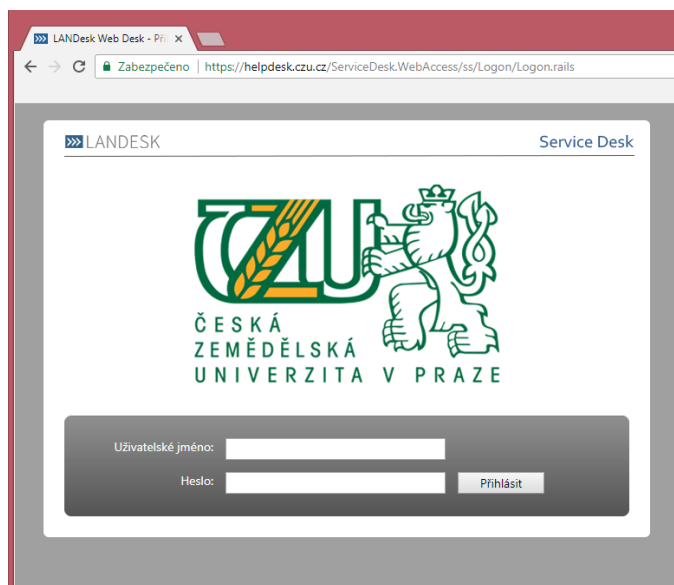 LANDesk Web Desk - Při
Zabezpečeno | https://helpdesk.czu.cz/ServiceDesk.WebAccess/ss/Logon/Logon.rails
LANDESK
Service Desk
ČZU
ČESKÁ
ZEMĚDĚLSKÁ
UNIVERZITA V PRAZE
Uživatelské jméno:
Heslo:
Přihlásit